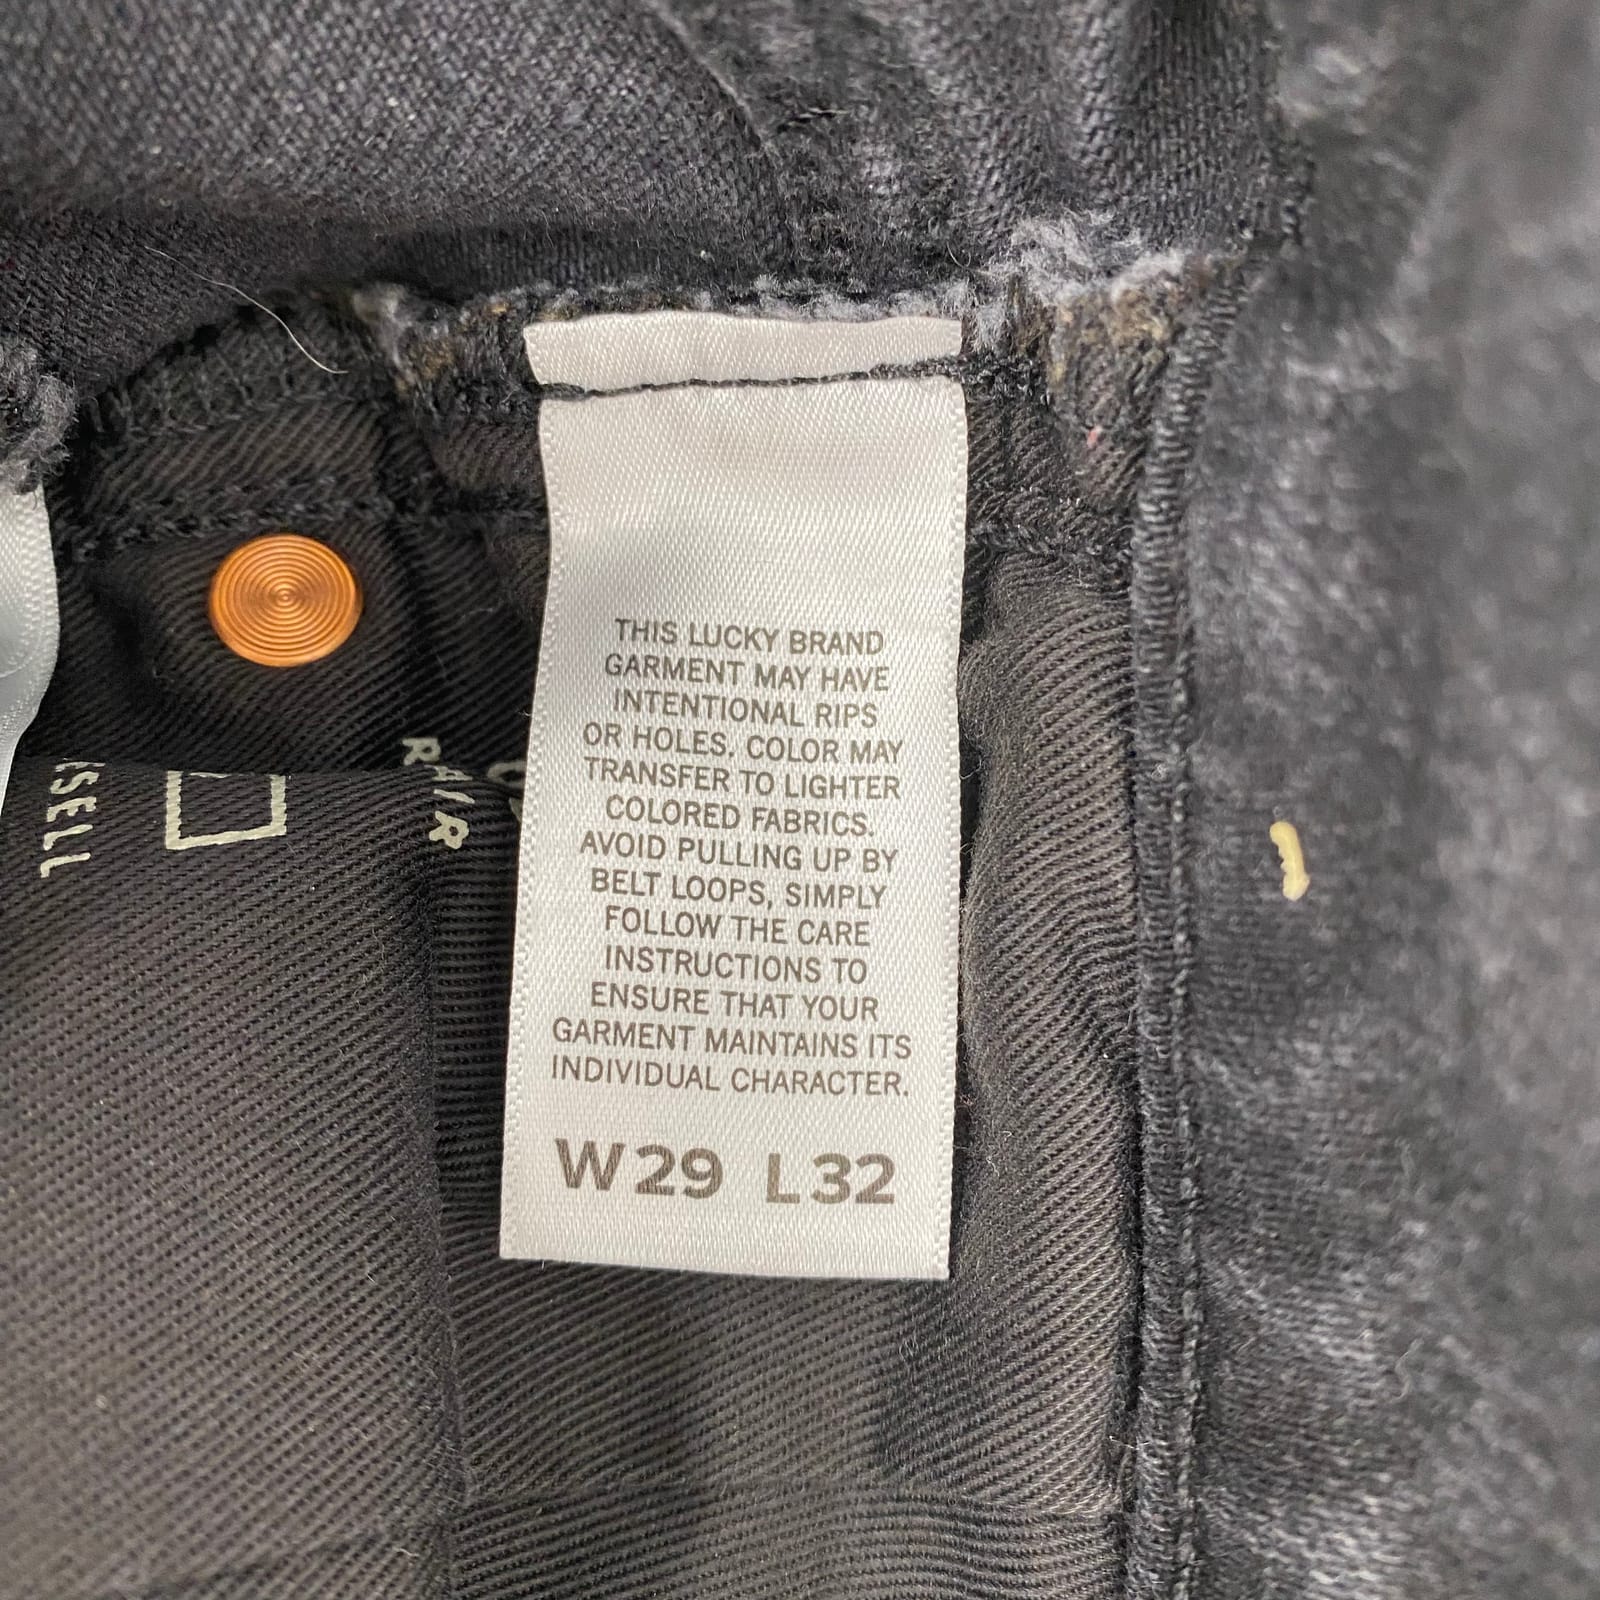 THIS LUCKY BRAND
GARMENT MAY HAVE
INTENTIONAL RIPS
OR HOLES. COLOR MAY
TRANSFER TO LIGHTER
COLORED FABRICS.
AVOID PULLING UP BY
BELT LOOPS, SIMPLY
FOLLOW THE CARE
INSTRUCTIONS TO
ENSURE THAT YOUR
GARMENT MAINTAINS ITS
INDIVIDUAL CHARACTER.
W29 L32